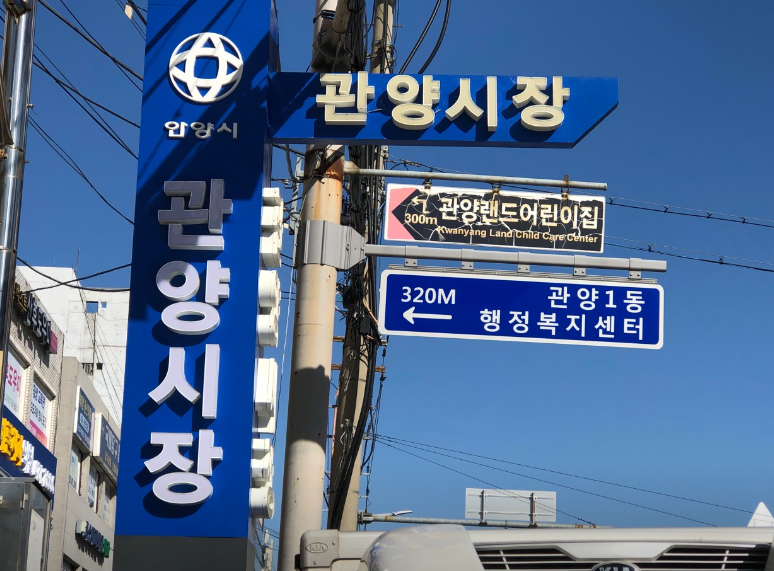 안양시
관양시장
관양시장
300m
관양랜드어린이집
Kwanyang Land Child Care Center
320M
관양1동
행정복지센터
KIA